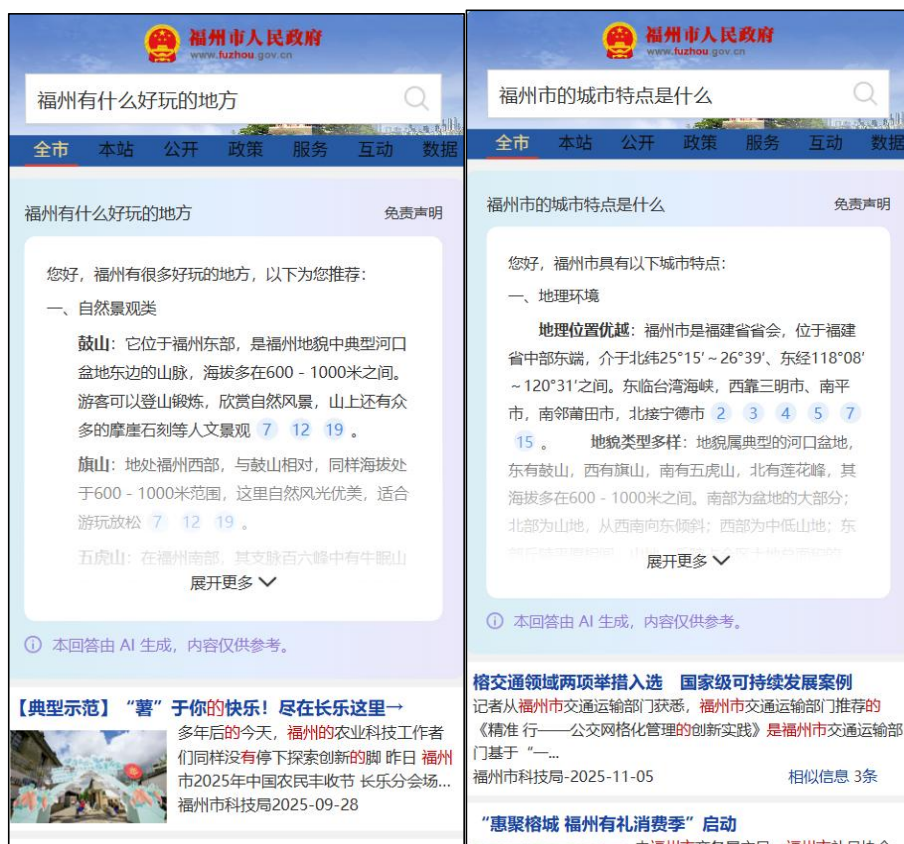 福州市人民政府
www.fuzhou.gov.cn
福州有什么好玩的地方
全市 本站 公开 政策 服务 互动 数据
福州有什么好玩的地方 免责声明
您好，福州有很多好玩的地方，以下为您推荐：
一、自然景观类
鼓山：它位于福州东部，是福州地貌中典型河口
盆地东边的山脉，海拔多在600 - 1000米之间。
游客可以登山锻炼，欣赏自然风景，山上还有众
多的摩崖石刻等人文景观 7 12 19 。
旗山：地处福州西部，与鼓山相对，同样海拔处
于600 - 1000米范围，这里自然风光优美，适合
游玩放松 7 12 19 。
五虎山：在福州南部，其支脉百六峰中有牛眠山
展开更多
本回答由 AI 生成，内容仅供参考。
【典型示范】“薯”于你的快乐！尽在长乐这里→
多年后的今天，福州的农业科技工作者
们同样没有停下探索创新的脚 昨日 福州
市2025年中国农民丰收节 长乐分会场...
福州市科技局2025-09-28
福州市人民政府
www.fuzhou.gov.cn
福州市的城市特点是什么
全市 本站 公开 政策 服务 互动 数据
福州市的城市特点是什么 免责声明
您好，福州市具有以下城市特点：
一、地理环境
地理位置优越：福州市是福建省省会，位于福建
省中部东端，介于北纬25°15′～26°39′、东经118°08′
～120°31′之间。东临台湾海峡，西靠三明市、南平
市，南邻莆田市，北接宁德市 2 3 4 5 7
15 。 地貌类型多样：地貌属典型的河口盆地，
东有鼓山，西有旗山，南有五虎山，北有莲花峰，其
海拔多在600 - 1000米之间。南部为盆地的大部分；
北部为山地，从西南向东倾斜；西部为中低山地；东
展开更多
本回答由 AI 生成，内容仅供参考。
榕交通领域两项举措入选 国家级可持续发展案例
记者从福州市交通运输部门获悉，福州市交通运输部门推荐的
《精准 行——公交网格化管理的创新实践》是福州市交通运输部
门基于“一...
福州市科技局-2025-11-05 相似信息 3条
“惠聚榕城 福州有礼消费季”启动